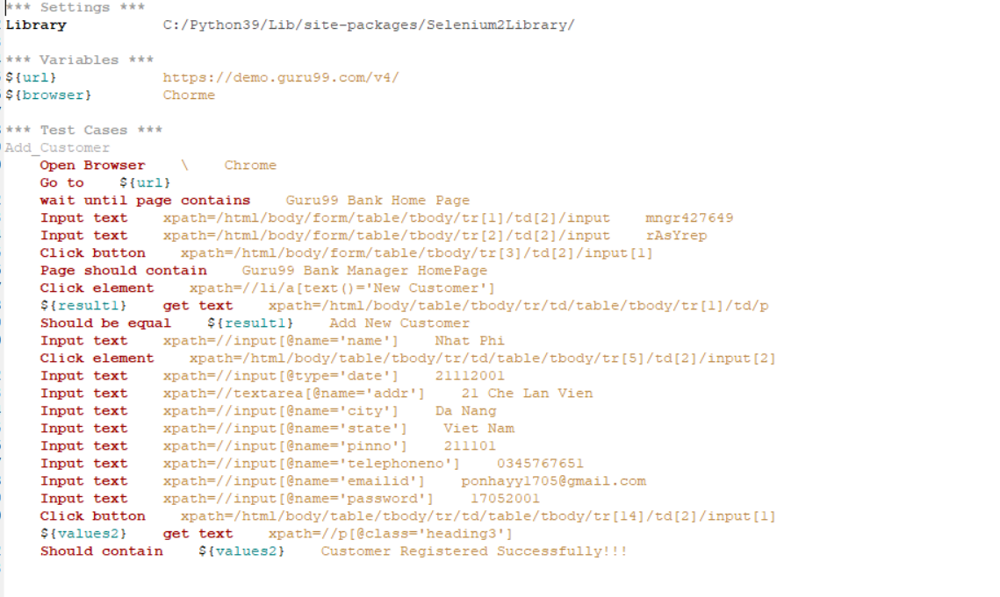 *** Settings ***
Library           C:/Python39/Lib/site-packages/Selenium2Library/
*** Variables ***
${url}            https://demo.guru99.com/v4/
${browser}        Chorme
*** Test Cases ***
Add_Customer
    Open Browser    \    Chrome
    Go to    ${url}
    wait until page contains    Guru99 Bank Home Page
    Input text    xpath=/html/body/form/table/tbody/tr[1]/td[2]/input    mngr427649
    Input text    xpath=/html/body/form/table/tbody/tr[2]/td[2]/input    rAsYrep
    Click button    xpath=/html/body/form/table/tbody/tr[3]/td[2]/input[1]
    Page should contain    Guru99 Bank Manager HomePage
    Click element    xpath=//li/a[text()='New Customer']
    ${result1}    get text    xpath=/html/body/table/tbody/tr/td/table/tbody/tr[1]/td/p
    Should be equal    ${result1}    Add New Customer
    Input text    xpath=//input[@name='name']    Nhat Phi
    Click element    xpath=/html/body/table/tbody/tr/td/table/tbody/tr[5]/td[2]/input[2]
    Input text    xpath=//input[@type='date']    21112001
    Input text    xpath=//textarea[@name='addr']    21 Che Lan Vien
    Input text    xpath=//input[@name='city']    Da Nang
    Input text    xpath=//input[@name='state']    Viet Nam
    Input text    xpath=//input[@name='pinno']    211101
    Input text    xpath=//input[@name='telephoneno']    0345767651
    Input text    xpath=//input[@name='emailid']    ponhayy1705@gmail.com
    Input text    xpath=//input[@name='password']    17052001
    Click button    xpath=/html/body/table/tbody/tr/td/table/tbody/tr[14]/td[2]/input[1]
    ${values2}    get text    xpath=//p[@class='heading3']
    Should contain    ${values2}    Customer Registered Successfully!!!